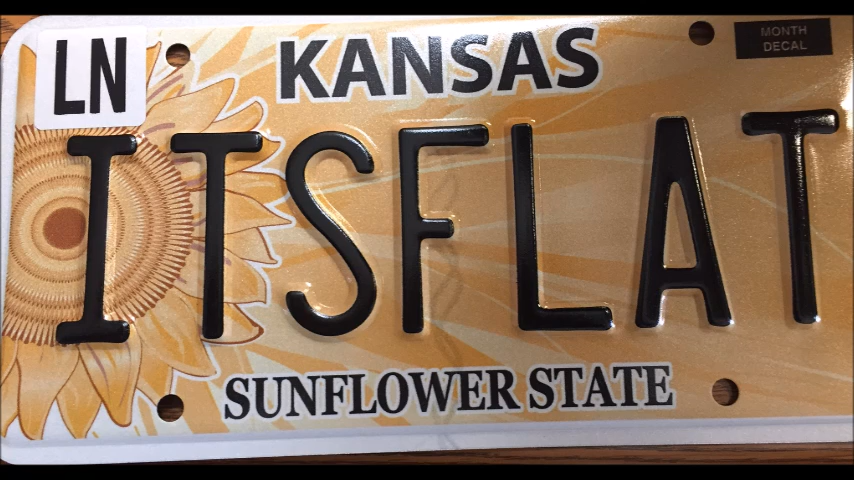 LN
KANSAS
MONTH
DECAL
ITSFLAT
SUNFLOWER STATE